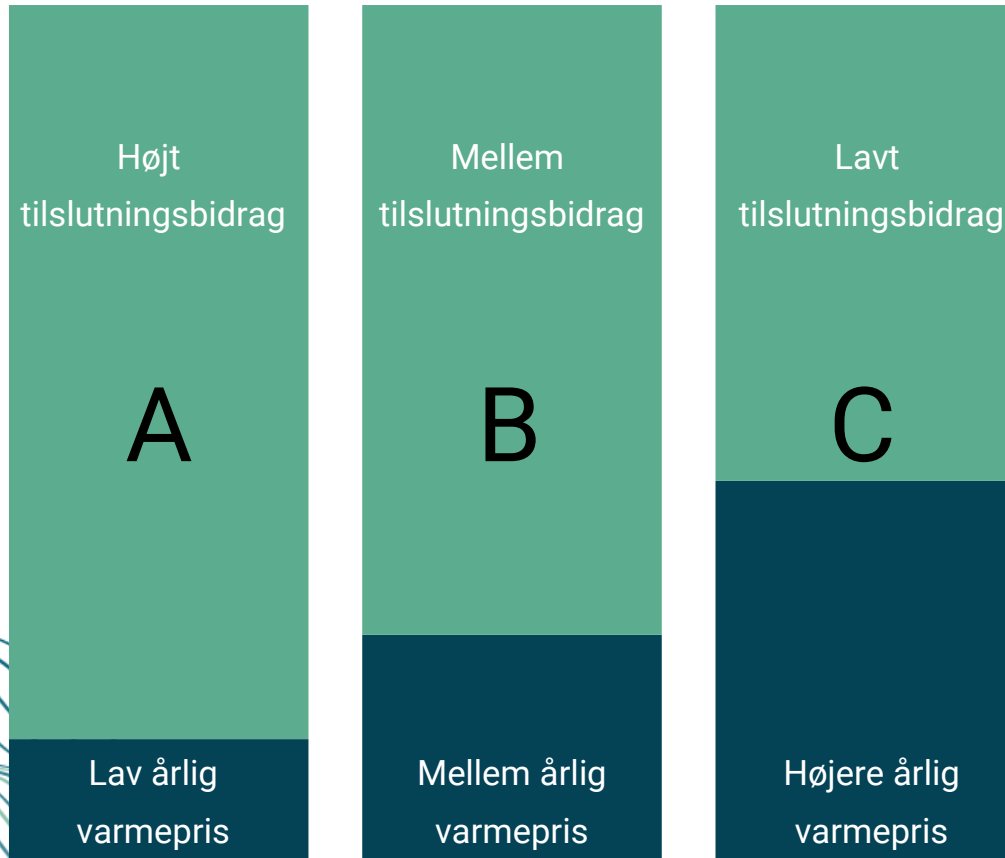 Højt
tilslutningsbidrag
A
Lav årlig
varmepris
Mellem
tilslutningsbidrag
B
Mellem årlig
varmepris
Lavt
tilslutningsbidrag
C
Højere årlig
varmepris